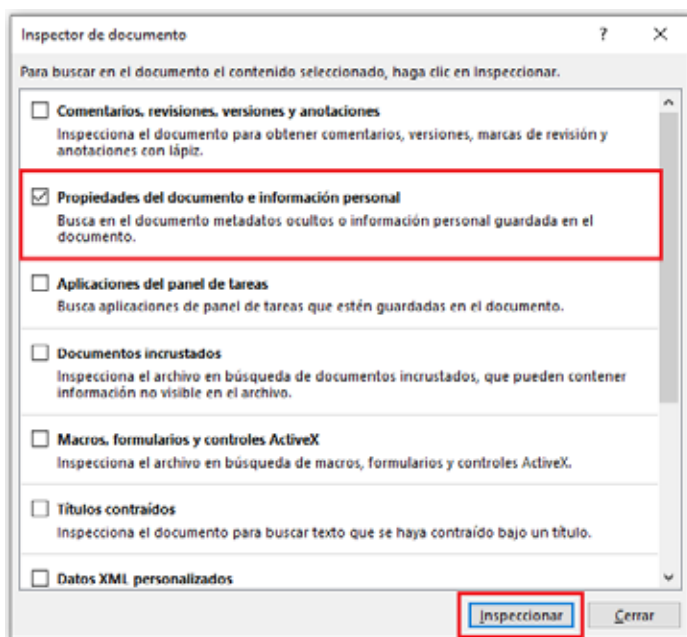 Inspector de documento
?
Para buscar en el documento el contenido seleccionado, haga clic en Inspeccionar.
Comentarios, revisiones, versiones y anotaciones
Inspecciona el documento para obtener comentarios, versiones, marcas de revisión y
anotaciones con lápiz.
Propiedades del documento e información personal
Busca en el documento metadatos ocultos o información personal guardada en el
documento.
Aplicaciones del panel de tareas
Busca aplicaciones de panel de tareas que estén guardadas en el documento.
Documentos incrustados
Inspecciona el archivo en búsqueda de documentos incrustados, que pueden contener
información no visible en el archivo.
Macros, formularios y controles ActiveX
Inspecciona el archivo en búsqueda de macros, formularios y controles ActiveX.
Títulos contraídos
Inspecciona el documento para buscar texto que se haya contraído bajo un título.
Datos XML personalizados
Inspeccionar
Cerrar